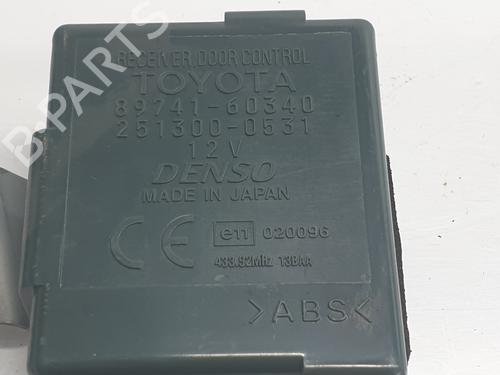 RECEIVER,DOOR CONTROL
TOYOTA
89741-60340
251300-0531
12V
DENSO
MADE IN JAPAN
CE e11 020096
433.92MHz T3BAA
>ABS<